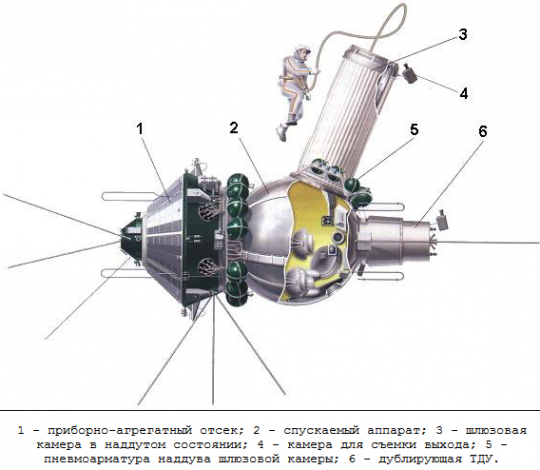 3
4
1
2
5
6
1 – приборно-агрегатный отсек; 2 – спускаемый аппарат; 3 – шлюзовая
камера в наддутом состоянии; 4 – камера для съемки выхода; 5 –
пневмоарматура наддува шлюзовой камеры; 6 – дублирующая ТДУ.